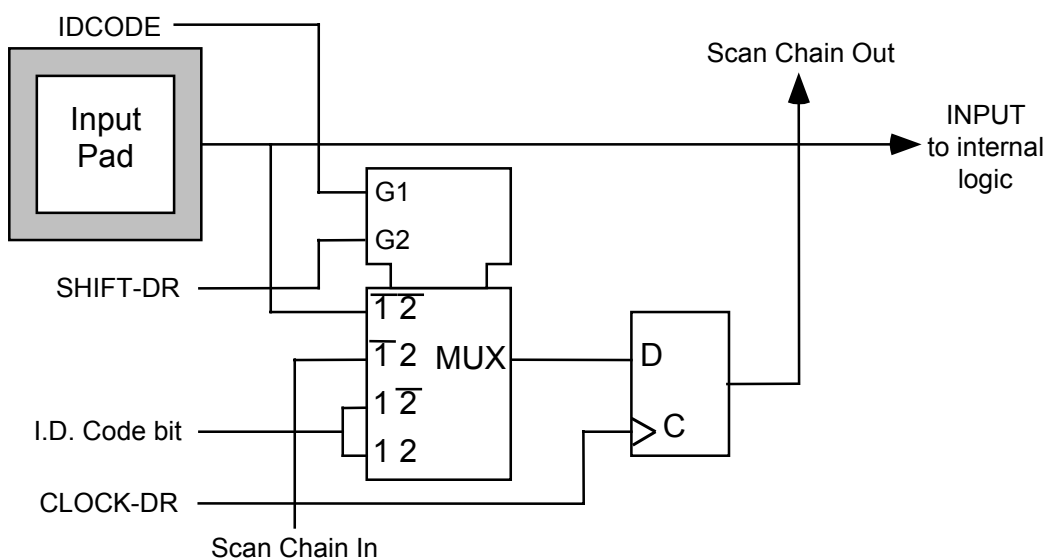 IDCODE
Scan Chain Out
Input
Pad
INPUT
to internal
logic
G1
G2
SHIFT-DR
1̅ 2̅
1̅ 2
MUX
D
1 2̅
I.D. Code bit
1 2
C
CLOCK-DR
Scan Chain In